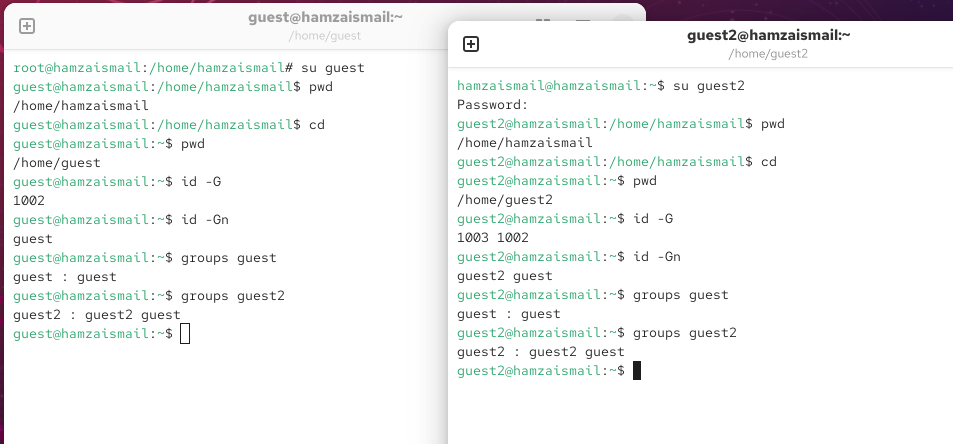 guest@hamzaismail:~
/home/guest
root@hamzaismail:/home/hamzaismail# su guest
guest@hamzaismail:/home/hamzaismail$ pwd
/home/hamzaismail
guest@hamzaismail:/home/hamzaismail$ cd
guest@hamzaismail:~$ pwd
/home/guest
guest@hamzaismail:~$ id -G
1002
guest@hamzaismail:~$ id -Gn
guest
guest@hamzaismail:~$ groups guest
guest : guest
guest@hamzaismail:~$ groups guest2
guest2 : guest2 guest
guest@hamzaismail:~$
guest2@hamzaismail:~
/home/guest2
hamzaismail@hamzaismail:~$ su guest2
Password:
guest2@hamzaismail:/home/hamzaismail$ pwd
/home/hamzaismail
guest2@hamzaismail:/home/hamzaismail$ cd
guest2@hamzaismail:~$ pwd
/home/guest2
guest2@hamzaismail:~$ id -G
1003 1002
guest2@hamzaismail:~$ id -Gn
guest2 guest
guest2@hamzaismail:~$ groups guest
guest : guest
guest2@hamzaismail:~$ groups guest2
guest2 : guest2 guest
guest2@hamzaismail:~$